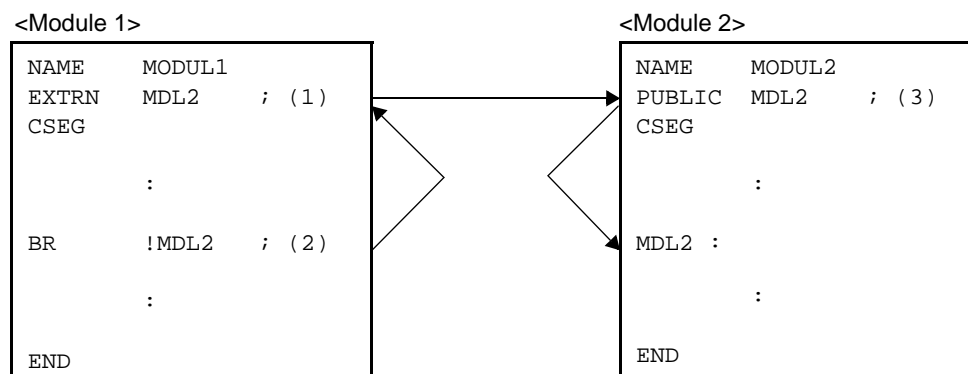 <Module 1>
NAME MODUL1
EXTRN MDL2 ; (1)
CSEG
:
BR !MDL2 ; (2)
:
END
<Module 2>
NAME MODUL2
PUBLIC MDL2 ; (3)
CSEG
:
MDL2 :
:
END